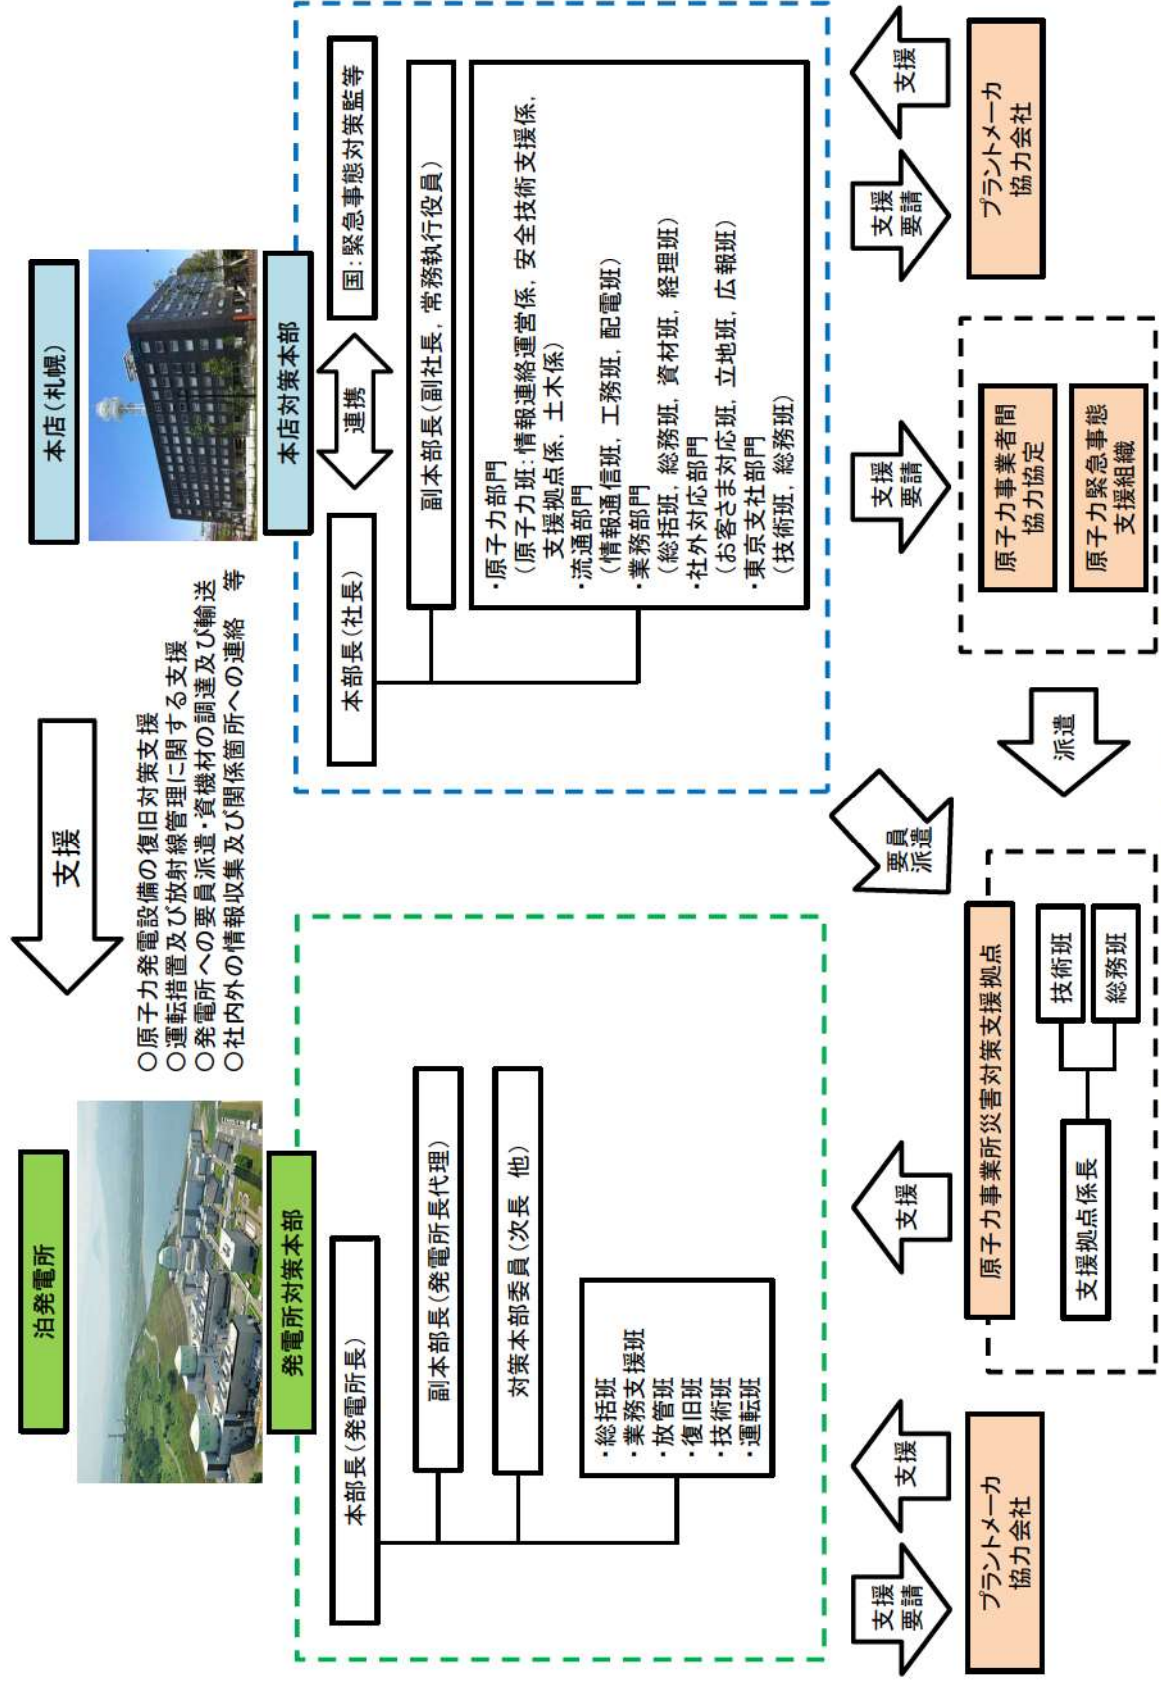 泊発電所
発電所対策本部
本部長(発電所長)
副本部長(発電所長代理)
対策本部委員(次長 他)
・総括班
・業務支援班
・放管班
・復旧班
・技術班
・運転班
支援
○原子力発電設備の復旧対策支援
○運転措置及び放射線管理に関する支援
○発電所への要員派遣・資機材の調達及び輸送
○社内外の情報収集及び関係箇所への連絡 等
本店(札幌)
本店対策本部
本部長(社長)
連携
国:緊急事態対策監等
副本部長(副社長,常務執行役員)
・原子力部門
(原子力班:情報連絡運営係,安全技術支援係,
支援拠点係,土木係)
・流通部門
(情報通信班,工務班,配電班)
・業務部門
(総括班,総務班,資材班,経理班)
・社外対応部門
(お客さま対応班,立地班,広報班)
・東京支社部門
(技術班,総務班)
支援
要請
支援
プラントメーカ
協力会社
支援
原子力事業所災害対策支援拠点
支援拠点係長
技術班
総務班
要員
派遣
派遣
支援
要請
原子力事業者間
協力協定
原子力緊急事態
支援組織
支援
要請
支援
プラントメーカ
協力会社